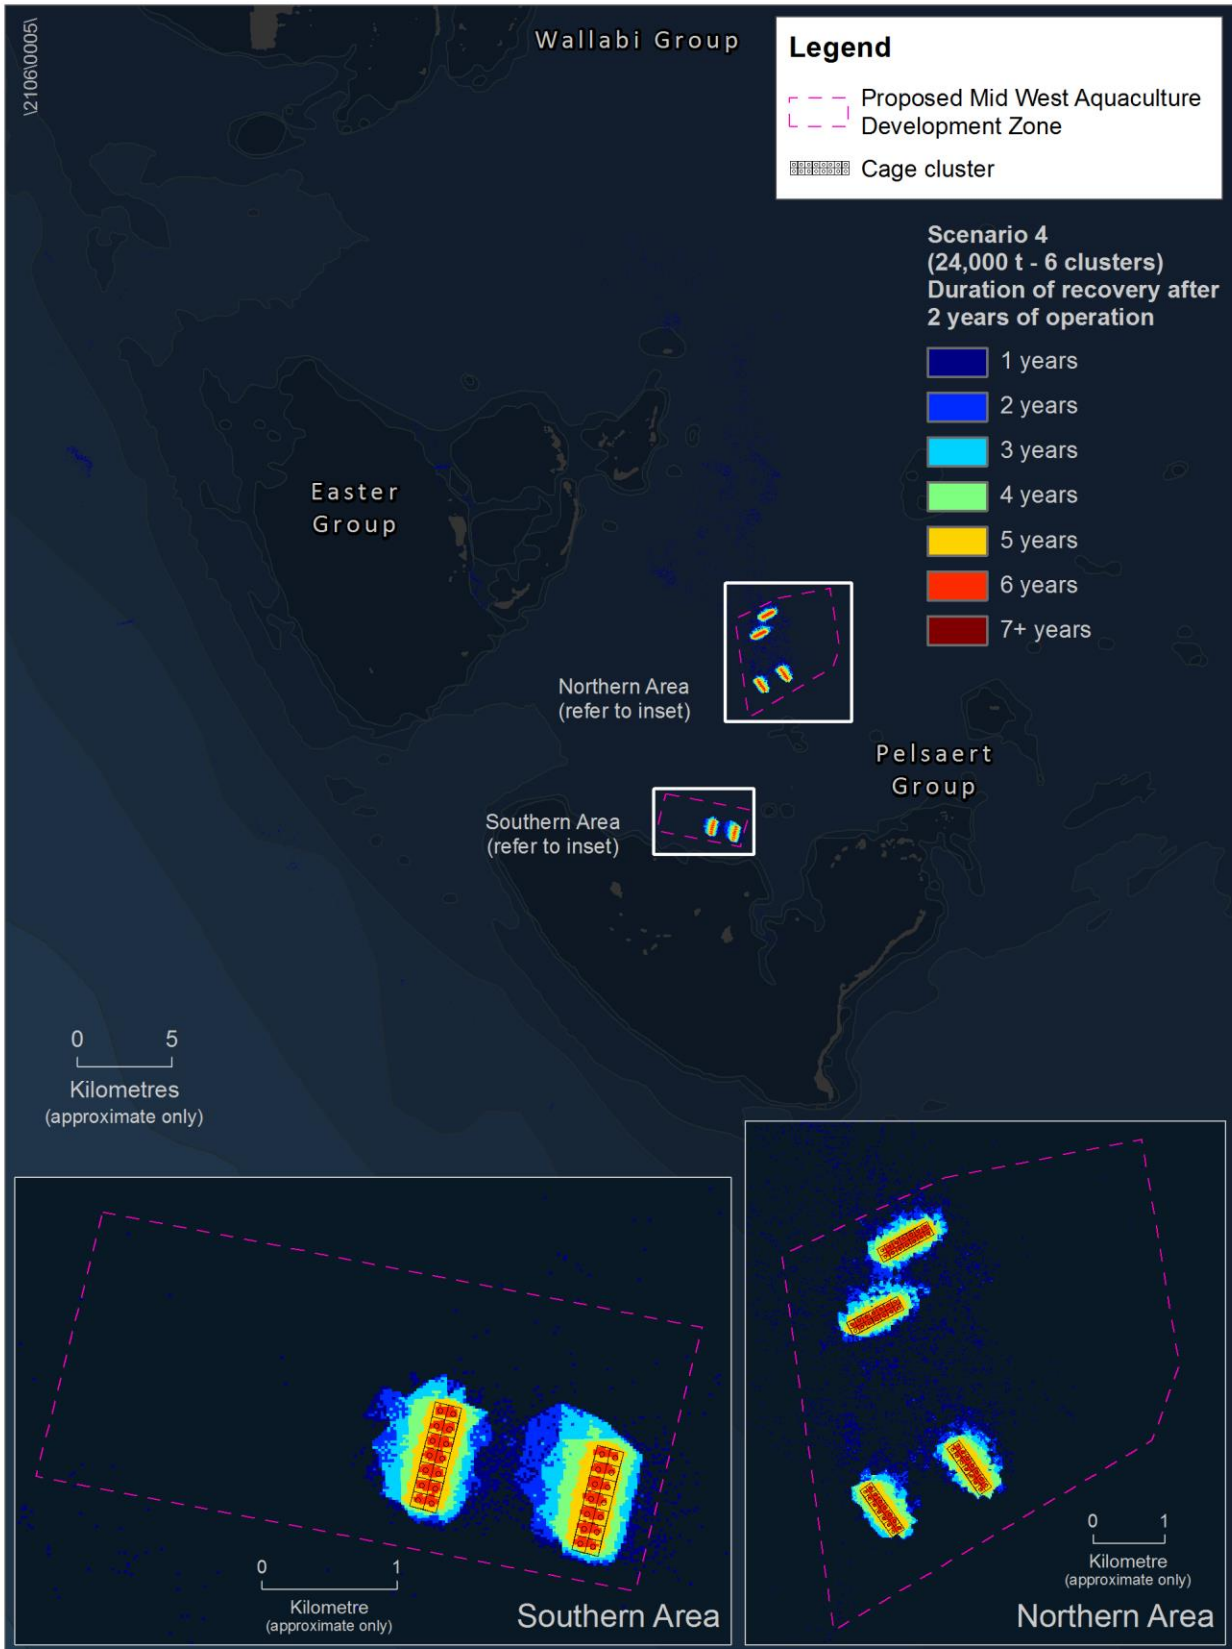 \2106\0005\
Wallabi Group
Legend
Proposed Mid West Aquaculture
Development Zone
Cage cluster
Scenario 4
(24,000 t - 6 clusters)
Duration of recovery after
2 years of operation
1 years
2 years
3 years
4 years
5 years
6 years
7+ years
Easter
Group
Northern Area
(refer to inset)
Pelsaert
Group
Southern Area
(refer to inset)
0 5
Kilometres
(approximate only)
0 1
Kilometre
(approximate only)
Southern Area
0 1
Kilometre
(approximate only)
Northern Area